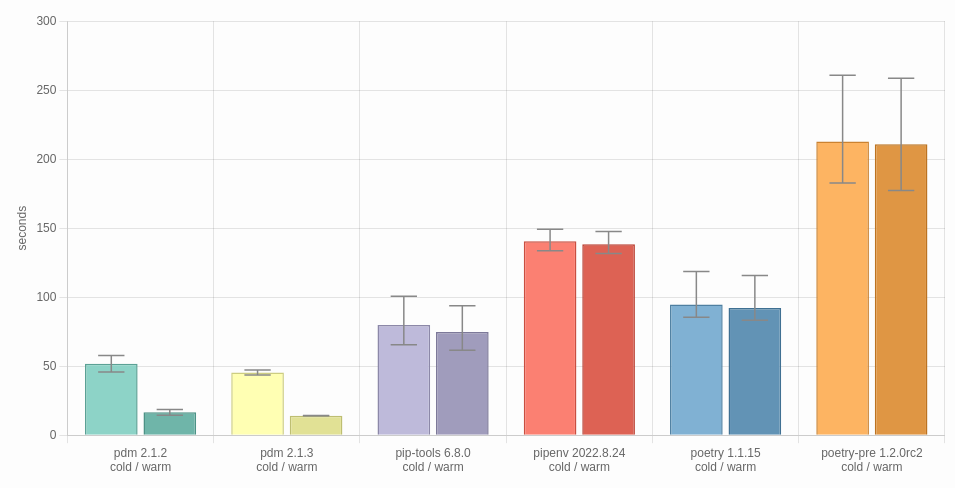 300
250
200
150
100
50
0
seconds
pdm 2.1.2
cold / warm
pdm 2.1.3
cold / warm
pip-tools 6.8.0
cold / warm
pipenv 2022.8.24
cold / warm
poetry 1.1.15
cold / warm
poetry-pre 1.2.0rc2
cold / warm